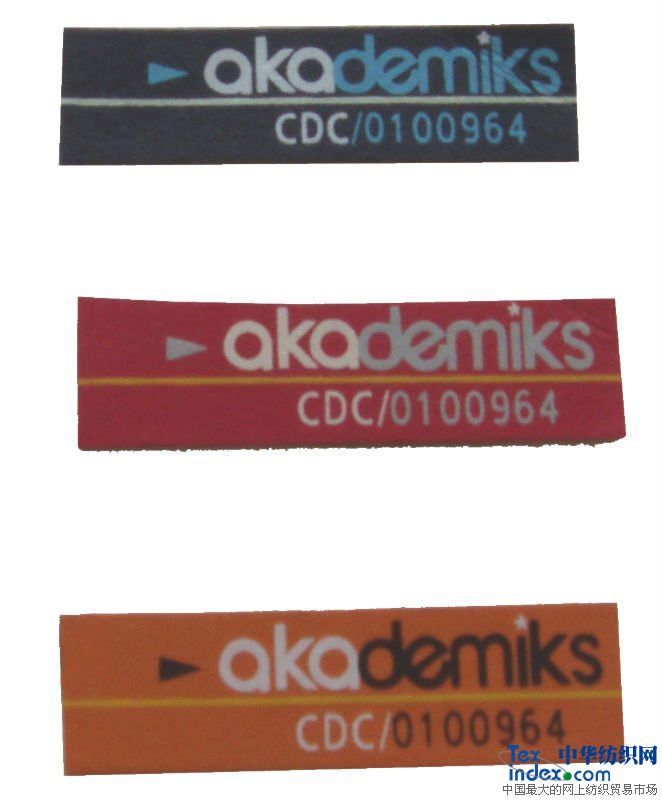 akademiks
CDC/0100964
akademiks
CDC/0100964
akademiks
CDC/0100964
Tex 中华纺织网
index.com
中国最大的网上纺织贸易市场